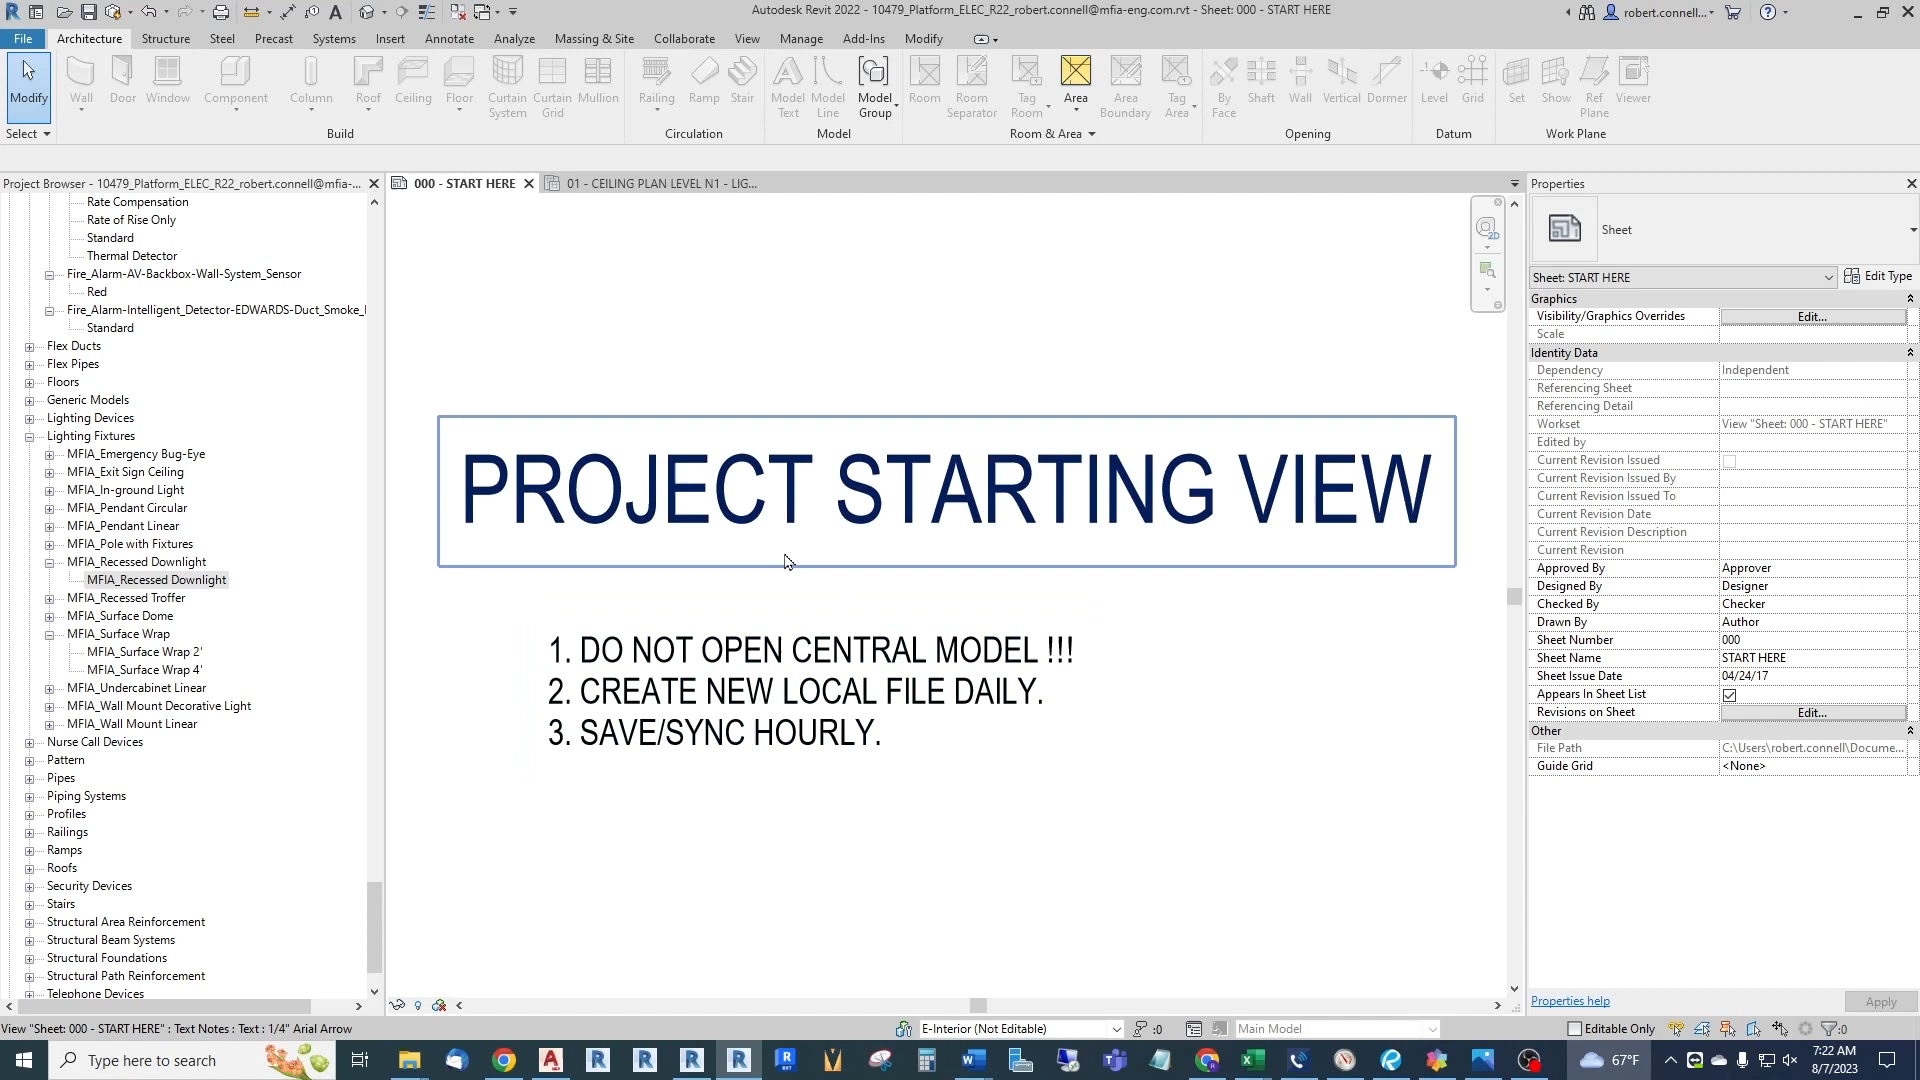 Autodesk Revit 2022 - 10479_Platform_ELEC_R22_robert.connell@mfia-eng.com.rvt - Sheet: 000 - START HERE
robert.connell...
File Architecture Structure Steel Precast Systems Insert Annotate Analyze Massing & Site Collaborate View Manage Add-Ins Modify
Modify Wall Door Window Component Column Roof Ceiling Floor Curtain System Curtain Grid Mullion Railing Ramp Stair Model Text Model Line Model Group Room Room Separator Tag Room Area Area Boundary Tag Area By Face Shaft Wall Vertical Dormer Level Grid Set Show Ref Plane Viewer
Select Build Circulation Model Room & Area Opening Datum Work Plane
Project Browser - 10479_Platform_ELEC_R22_robert.connell@mfia-...
Rate Compensation
Rate of Rise Only
Standard
Thermal Detector
Fire_Alarm-AV-Backbox-Wall-System_Sensor
Red
Fire_Alarm-Intelligent_Detector-EDWARDS-Duct_Smoke_
Standard
Flex Ducts
Flex Pipes
Floors
Generic Models
Lighting Devices
Lighting Fixtures
MFIA_Emergency Bug-Eye
MFIA_Exit Sign Ceiling
MFIA_In-ground Light
MFIA_Pendant Circular
MFIA_Pendant Linear
MFIA_Pole with Fixtures
MFIA_Recessed Downlight
MFIA_Recessed Downlight
MFIA_Recessed Troffer
MFIA_Surface Dome
MFIA_Surface Wrap
MFIA_Surface Wrap 2'
MFIA_Surface Wrap 4'
MFIA_Undercabinet Linear
MFIA_Wall Mount Decorative Light
MFIA_Wall Mount Linear
Nurse Call Devices
Pattern
Pipes
Piping Systems
Profiles
Railings
Ramps
Roofs
Security Devices
Stairs
Structural Area Reinforcement
Structural Beam Systems
Structural Foundations
Structural Path Reinforcement
Telephone Devices
000 - START HERE
01 - CEILING PLAN LEVEL N1 - LIG...
2D
PROJECT STARTING VIEW
1. DO NOT OPEN CENTRAL MODEL !!!
2. CREATE NEW LOCAL FILE DAILY.
3. SAVE/SYNC HOURLY.
Properties
Sheet
Sheet: START HERE
Edit Type
Graphics
Visibility/Graphics Overrides Edit...
Scale
Identity Data
Dependency Independent
Referencing Sheet
Referencing Detail
Workset View "Sheet: 000 - START HERE"
Edited by
Current Revision Issued
Current Revision Issued By
Current Revision Issued To
Current Revision Date
Current Revision Description
Current Revision
Approved By Approver
Designed By Designer
Checked By Checker
Drawn By Author
Sheet Number 000
Sheet Name START HERE
Sheet Issue Date 04/24/17
Appears In Sheet List
Revisions on Sheet Edit...
Other
File Path C:\Users\robert.connell\Docume...
Guide Grid <None>
Properties help
Apply
View "Sheet: 000 - START HERE" : Text Notes : Text : 1/4" Arial Arrow
E-Interior (Not Editable)
:0
Main Model
Editable Only
:0
Type here to search
67°F
7:22 AM
8/7/2023